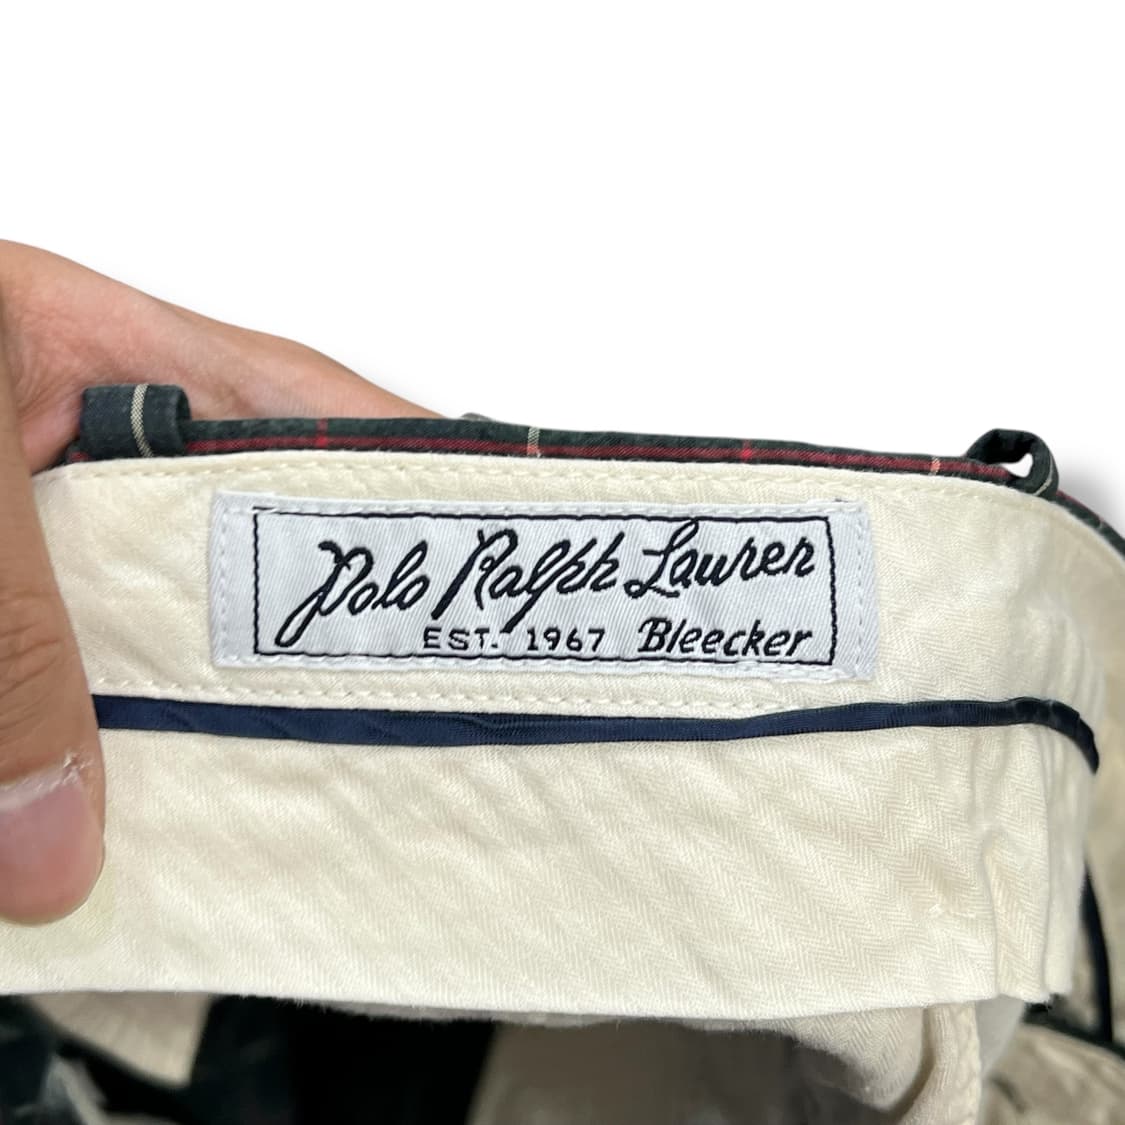 Polo Ralph Lauren
EST. 1967 Bleecker